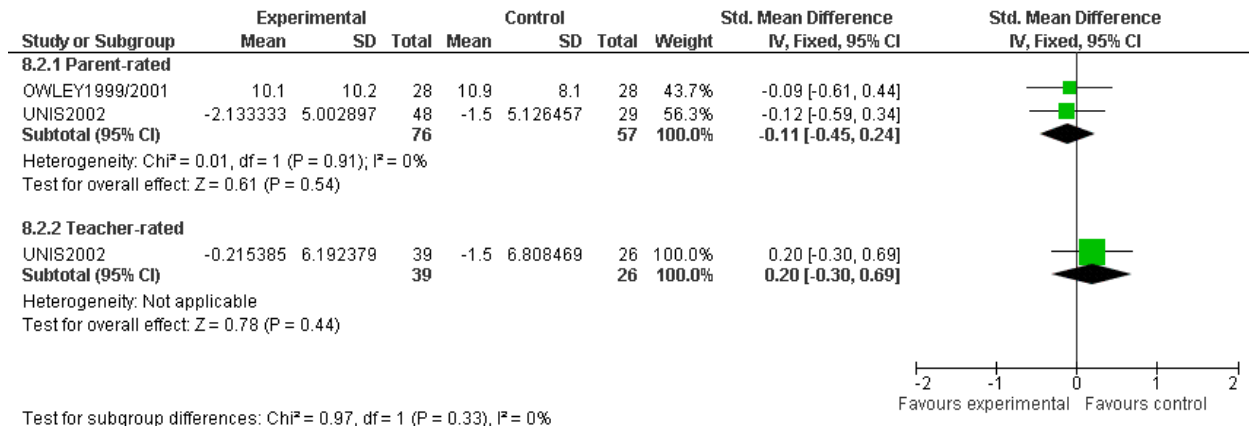 Experimental Control Std. Mean Difference Std. Mean Difference
Study or Subgroup Mean SD Total Mean SD Total Weight IV, Fixed, 95% CI IV, Fixed, 95% CI
8.2.1 Parent-rated
OWLEY1999/2001 10.1 10.2 28 10.9 8.1 28 43.7% -0.09 [-0.61, 0.44]
UNIS2002 -2.133333 5.002897 48 -1.5 5.126457 29 56.3% -0.12 [-0.59, 0.34]
Subtotal (95% CI) 76 57 100.0% -0.11 [-0.45, 0.24]
Heterogeneity: Chi² = 0.01, df = 1 (P = 0.91); I² = 0%
Test for overall effect: Z = 0.61 (P = 0.54)
8.2.2 Teacher-rated
UNIS2002 -0.215385 6.192379 39 -1.5 6.808469 26 100.0% 0.20 [-0.30, 0.69]
Subtotal (95% CI) 39 26 100.0% 0.20 [-0.30, 0.69]
Heterogeneity: Not applicable
Test for overall effect: Z = 0.78 (P = 0.44)
-2 -1 0 1 2
Favours experimental Favours control
Test for subgroup differences: Chi² = 0.97, df = 1 (P = 0.33), I² = 0%